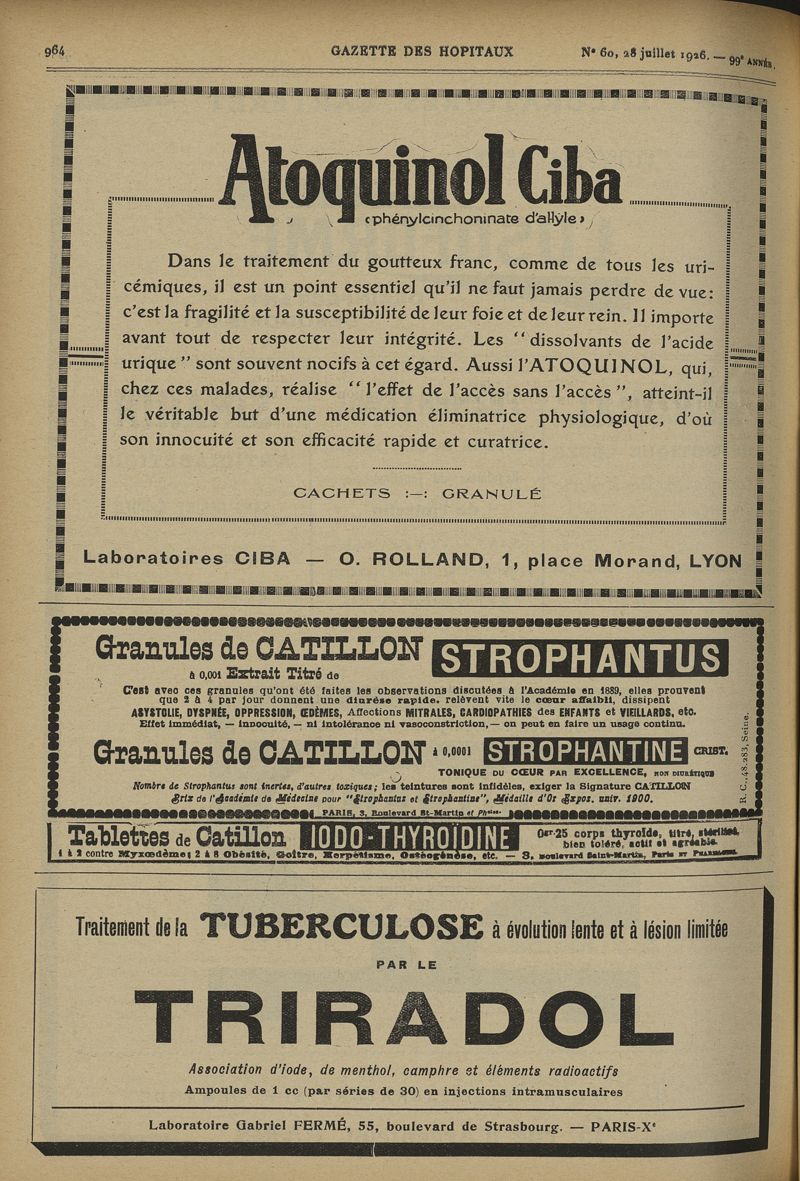 964
GAZETTE DES HOPITAUX
N° 60, 28 juillet 1926. — 99e ANNÉE.
Atoquinol Ciba
‹phénylcinchoninate d'allyle›
Dans le traitement du goutteux franc, comme de tous les uri-
cémiques, il est un point essentiel qu'il ne faut jamais perdre de vue:
c'est la fragilité et la susceptibilité de leur foie et de leur rein. Il importe
avant tout de respecter leur intégrité. Les “dissolvants de l'acide
urique” sont souvent nocifs à cet égard. Aussi l'ATOQUINOL, qui,
chez ces malades, réalise “l'effet de l'accès sans l'accès”, atteint-il
le véritable but d'une médication éliminatrice physiologique, d'où
son innocuité et son efficacité rapide et curatrice.
CACHETS :—: GRANULÉ
Laboratoires CIBA — O. ROLLAND, 1, place Morand, LYON
Granules de CATILLON STROPHANTUS
à 0,001 Extrait Titré de
C'est avec ces granules qu'ont été faites les observations discutées à l'Académie en 1889, elles prouvent
que 2 à 4 par jour donnent une diurése rapide, relèvent vite le cœur affaibli, dissipent
ASYSTOLIE, DYSPNÉE, OPPRESSION, ŒDÈMES, Affections MITRALES, CARDIOPATHIES des ENFANTS et VIEILLARDS, etc.
Effet immédiat, — innocuité, — ni intolérance ni vasoconstriction, — on peut en faire un usage continu.
Granules de CATILLON à 0,0001 STROPHANTINE CRIST.
TONIQUE DU CŒUR PAR EXCELLENCE, NON DIURÉTIQUE
Nombre de Strophantus sont inertes, d'autres toxiques; les teintures sont infidèles, exiger la Signature CATILLON
Prix de l'Académie de Médecine pour "Strophantus et Strophantine", Médaille d'Or Expos. univ. 1900.
PARIS, 3, Boulevard St-Martin et Phies.
R. C., 48.283, Seine.
Tablettes de Catillon IODO-THYROÏDINE
0gr25 corps thyroïde, titré, stérilisé,
bien toléré, actif et agréable.
1 à 2 contre Myxœdème; 2 à 8 Obésité, Goître, Herpétisme, Ostéogénèse, etc. — 3, Boulevard Saint-Martin, Paris ET PHARMACIES.
Traitement de la TUBERCULOSE à évolution lente et à lésion limitée
PAR LE
TRIRADOL
Association d'iode, de menthol, camphre et éléments radioactifs
Ampoules de 1 cc (par séries de 30) en injections intramusculaires
Laboratoire Gabriel FERMÉ, 55, boulevard de Strasbourg. — PARIS-Xe